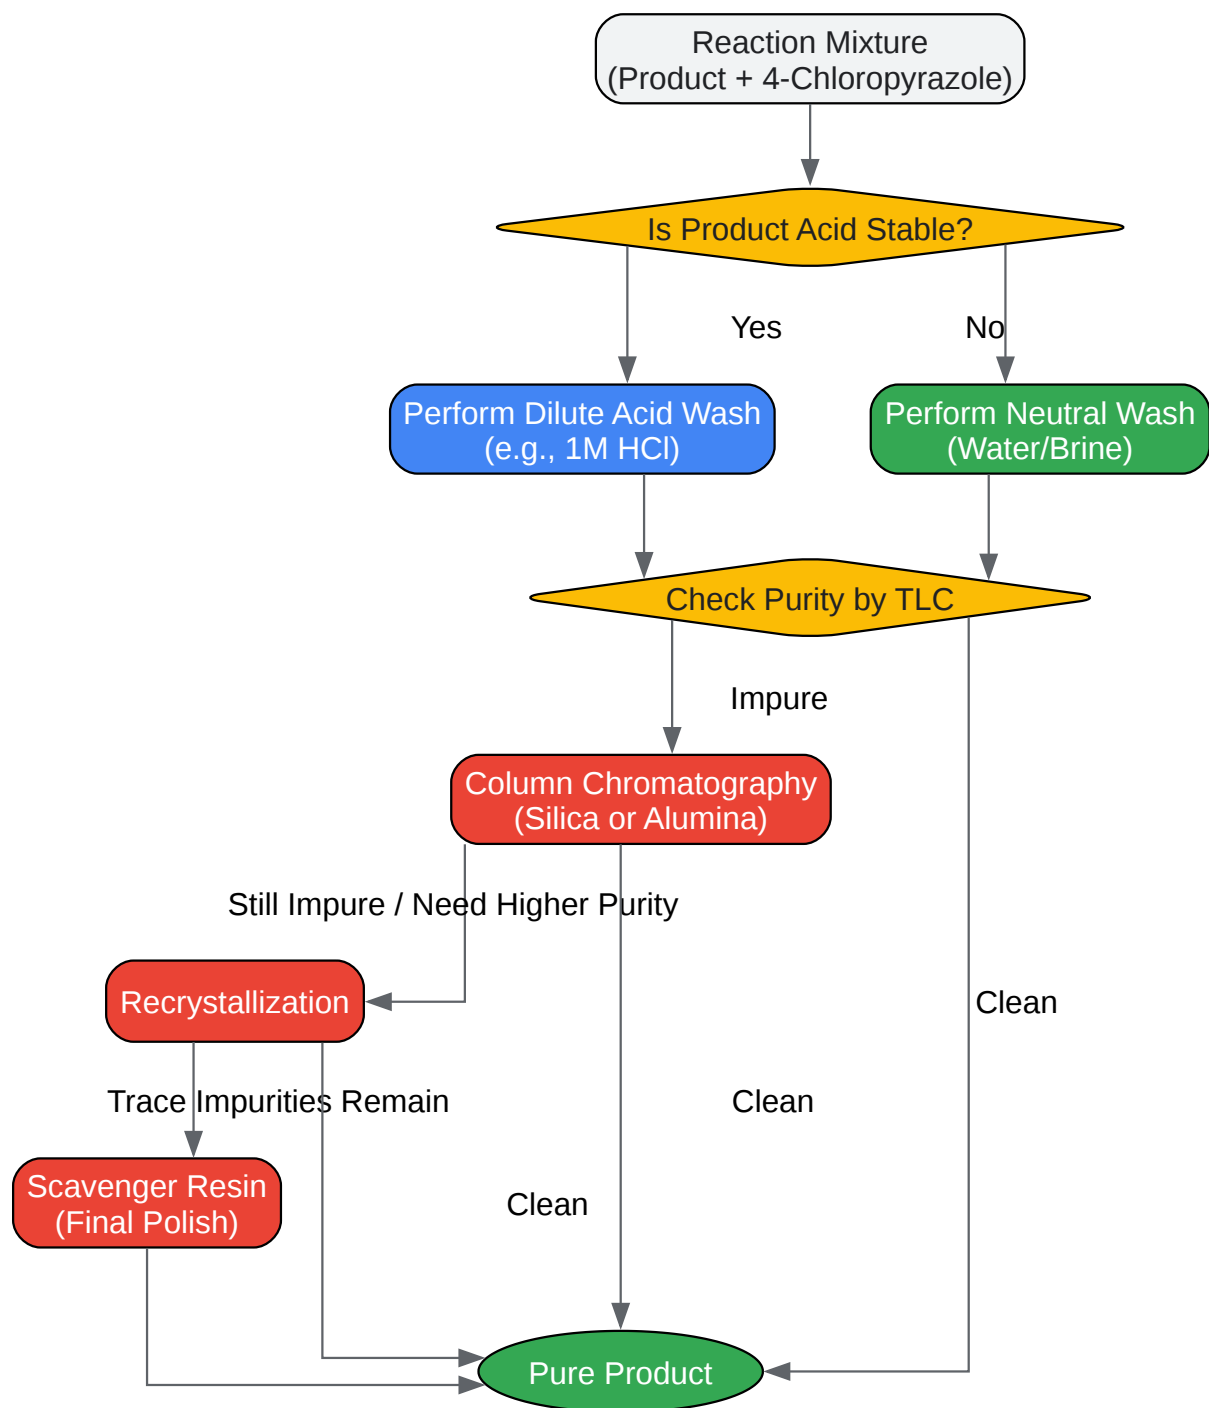 Reaction Mixture
(Product + 4-Chloropyrazole)
Is Product Acid Stable?
Yes
No
Perform Dilute Acid Wash
(e.g., 1M HCl)
Perform Neutral Wash
(Water/Brine)
Check Purity by TLC
Impure
Column Chromatography
(Silica or Alumina)
Still Impure / Need Higher Purity
Recrystallization
Clean
Trace Impurities Remain
Clean
Scavenger Resin
(Final Polish)
Clean
Pure Product